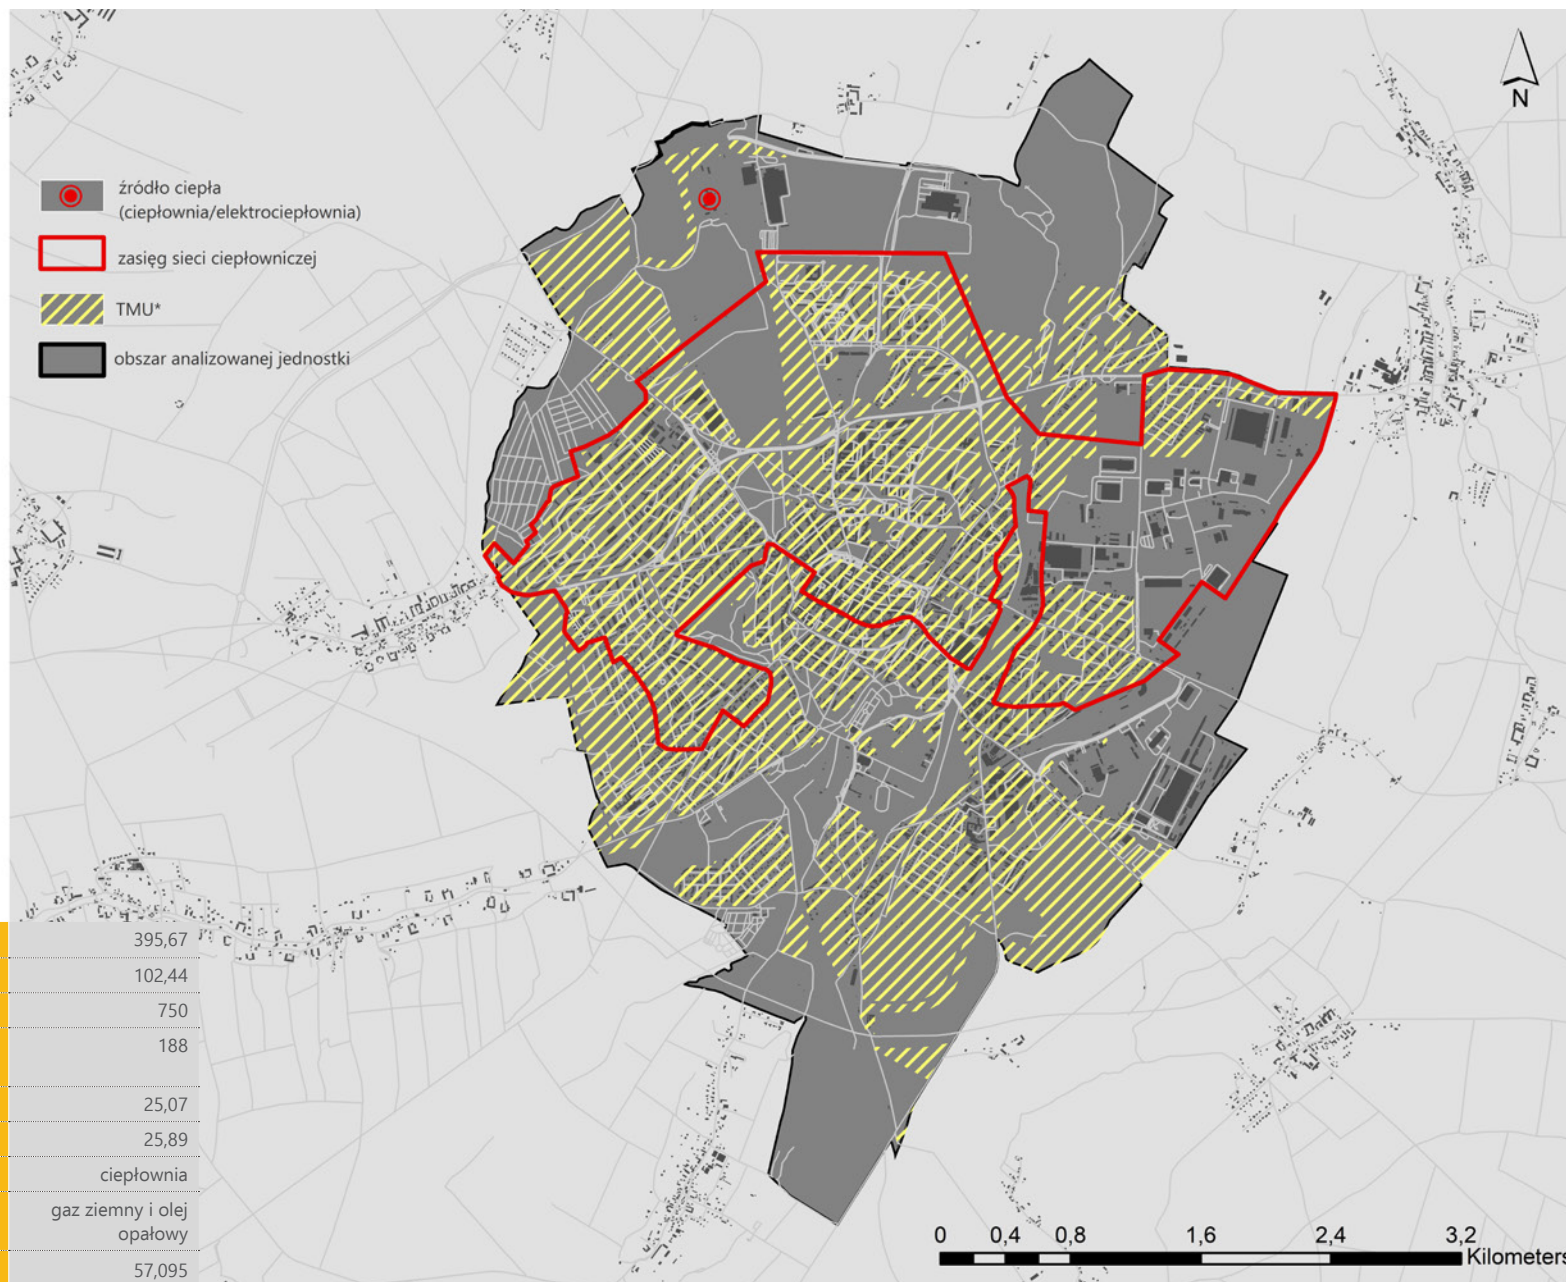 N
źródło ciepła
(ciepłownia/elektrociepłownia)
zasięg sieci ciepłowniczej
TMU*
obszar analizowanej jednostki
395,67
102,44
750
188
25,07
25,89
ciepłownia
gaz ziemny i olej
opałowy
57,095
0 0,4 0,8 1,6 2,4 3,2
Kilometers